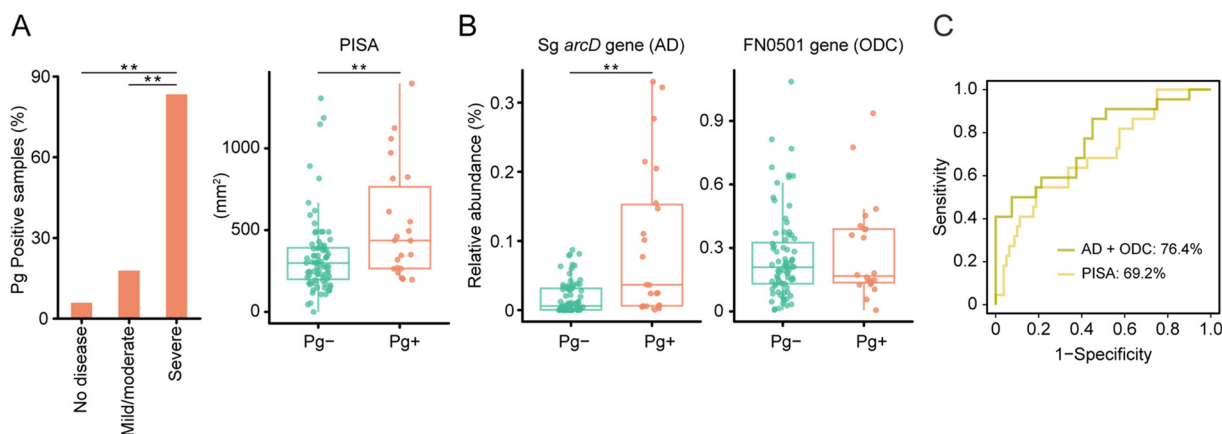 A
Pg Positive samples (%)
90
60
30
0
**
**
No disease
Mild/moderate
Severe
PISA
(mm²)
1000
500
0
**
Pg−
Pg+
B
Sg arcD gene (AD)
Relative abundance (%)
0.3
0.2
0.1
0
**
Pg−
Pg+
FN0501 gene (ODC)
0.9
0.6
0.3
0
Pg−
Pg+
C
Sensitivity
1.0
0.8
0.6
0.4
0.2
0
AD + ODC: 76.4%
PISA: 69.2%
0 0.2 0.4 0.6 0.8 1.0
1−Specificity